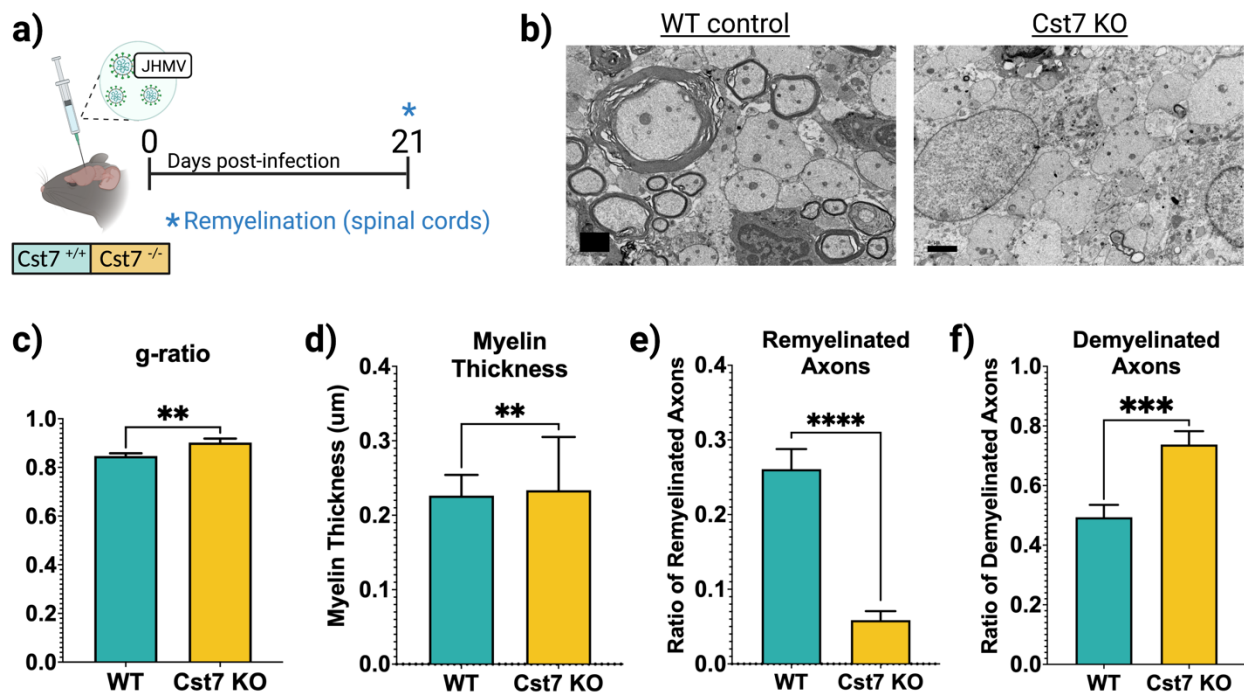 a)
JHMV
0
21
*
Days post-infection
* Remyelination (spinal cords)
Cst7 +/+
Cst7 -/-
b)
WT control
Cst7 KO
c)
g-ratio
**
1.0
0.8
0.6
0.4
0.2
0.0
WT
Cst7 KO
d)
Myelin
Thickness
Myelin Thickness (um)
**
0.4
0.3
0.2
0.1
0.0
WT
Cst7 KO
e)
Remyelinated
Axons
Ratio of Remyelinated Axons
****
0.4
0.3
0.2
0.1
0.0
WT
Cst7 KO
f)
Demyelinated
Axons
Ratio of Demyelinated Axons
***
1.0
0.8
0.6
0.4
0.2
0.0
WT
Cst7 KO